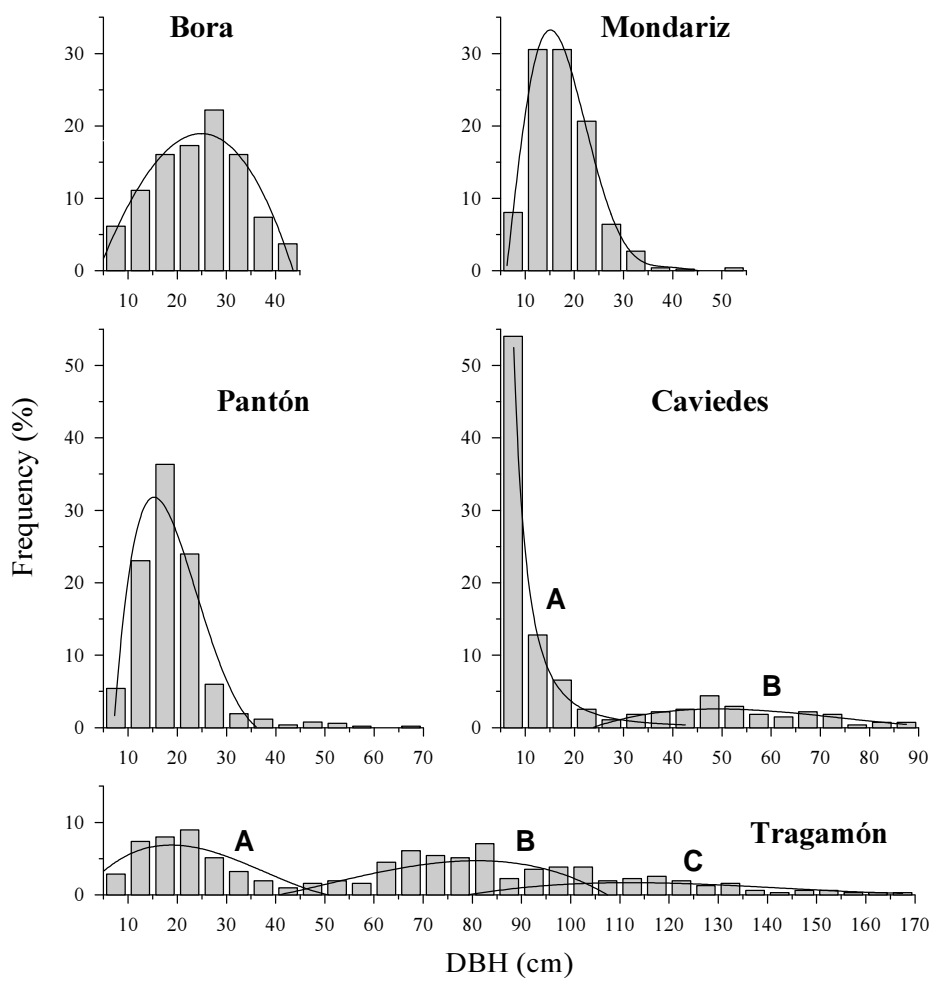 Bora
Mondariz
30
20
10
0
10 20 30 40
30
20
10
0
10 20 30 40 50
Pantón
Caviedes
Frequency (%)
50
40
30
20
10
0
10 20 30 40 50 60 70
50
40
30
20
10
0
A
B
10 20 30 40 50 60 70 80 90
Tragamón
10
0
A
B
C
10 20 30 40 50 60 70 80 90 100 110 120 130 140 150 160 170
DBH (cm)